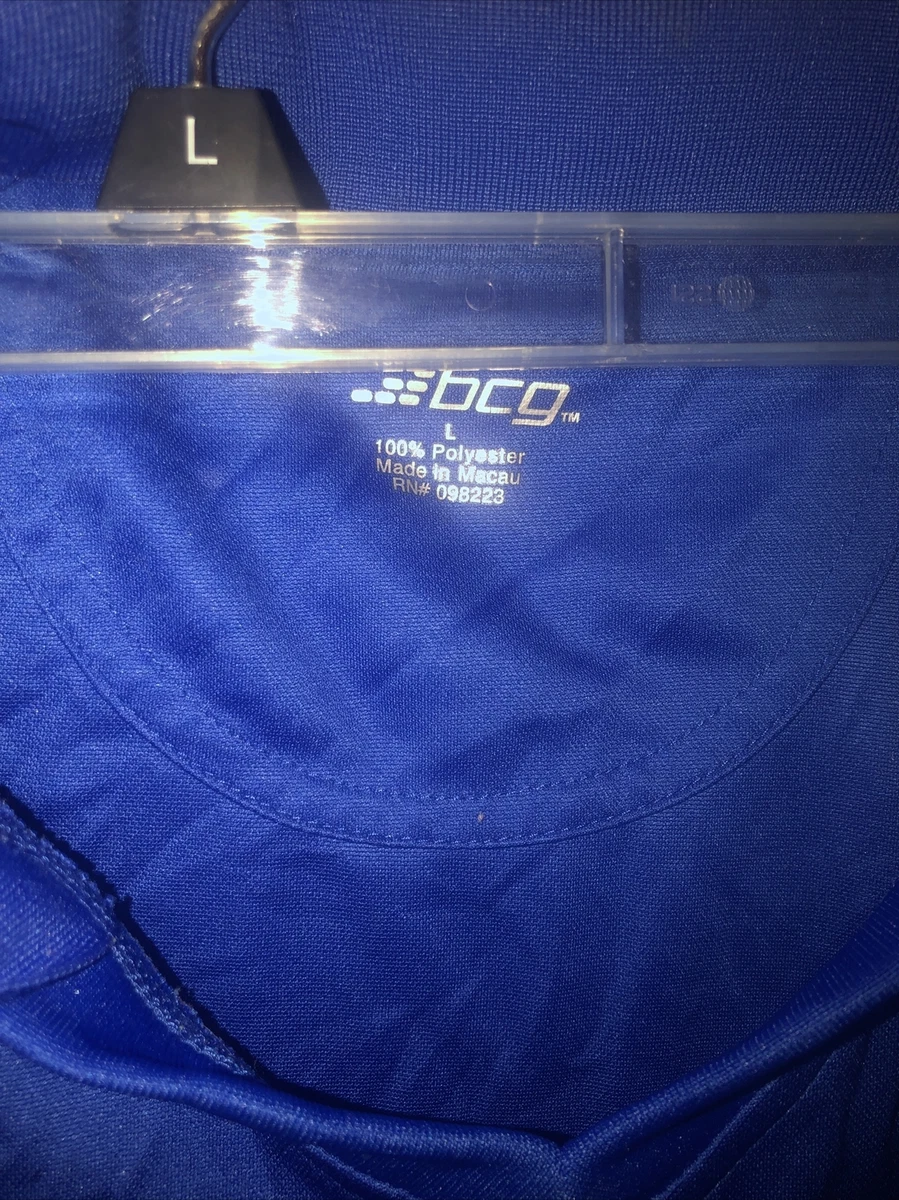 L
bcg™
L
100% Polyester
Made in Macau
RN# 098223